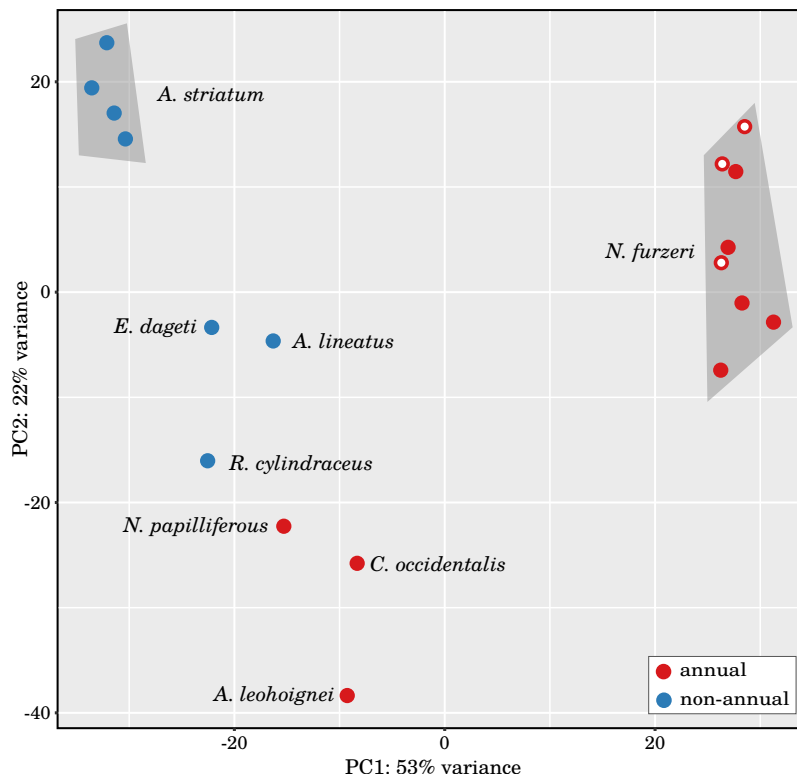 20
A. striatum
N. furzeri
0
E. dageti
A. lineatus
PC2: 22% variance
R. cylindraceus
-20
N. papilliferous
C. occidentalis
A. leohoignei
annual
non-annual
-40
-20
0
20
PC1: 53% variance